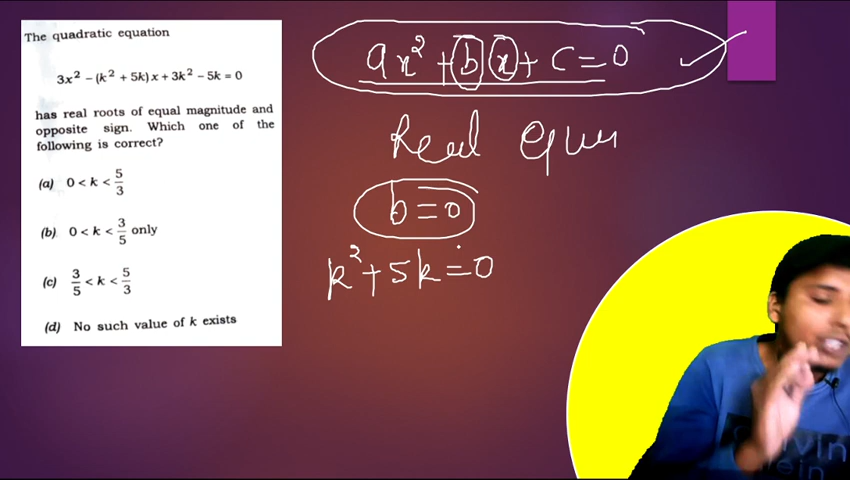 The quadratic equation
3x² − (k² + 5k) x + 3k² − 5k = 0
has real roots of equal magnitude and
opposite sign. Which one of the
following is correct?
(a) 0 < k < 5/3
(b) 0 < k < 3/5 only
(c) 3/5 < k < 5/3
(d) No such value of k exists
ax² + bx + c = 0
Real
b = 0
k² + 5k = 0